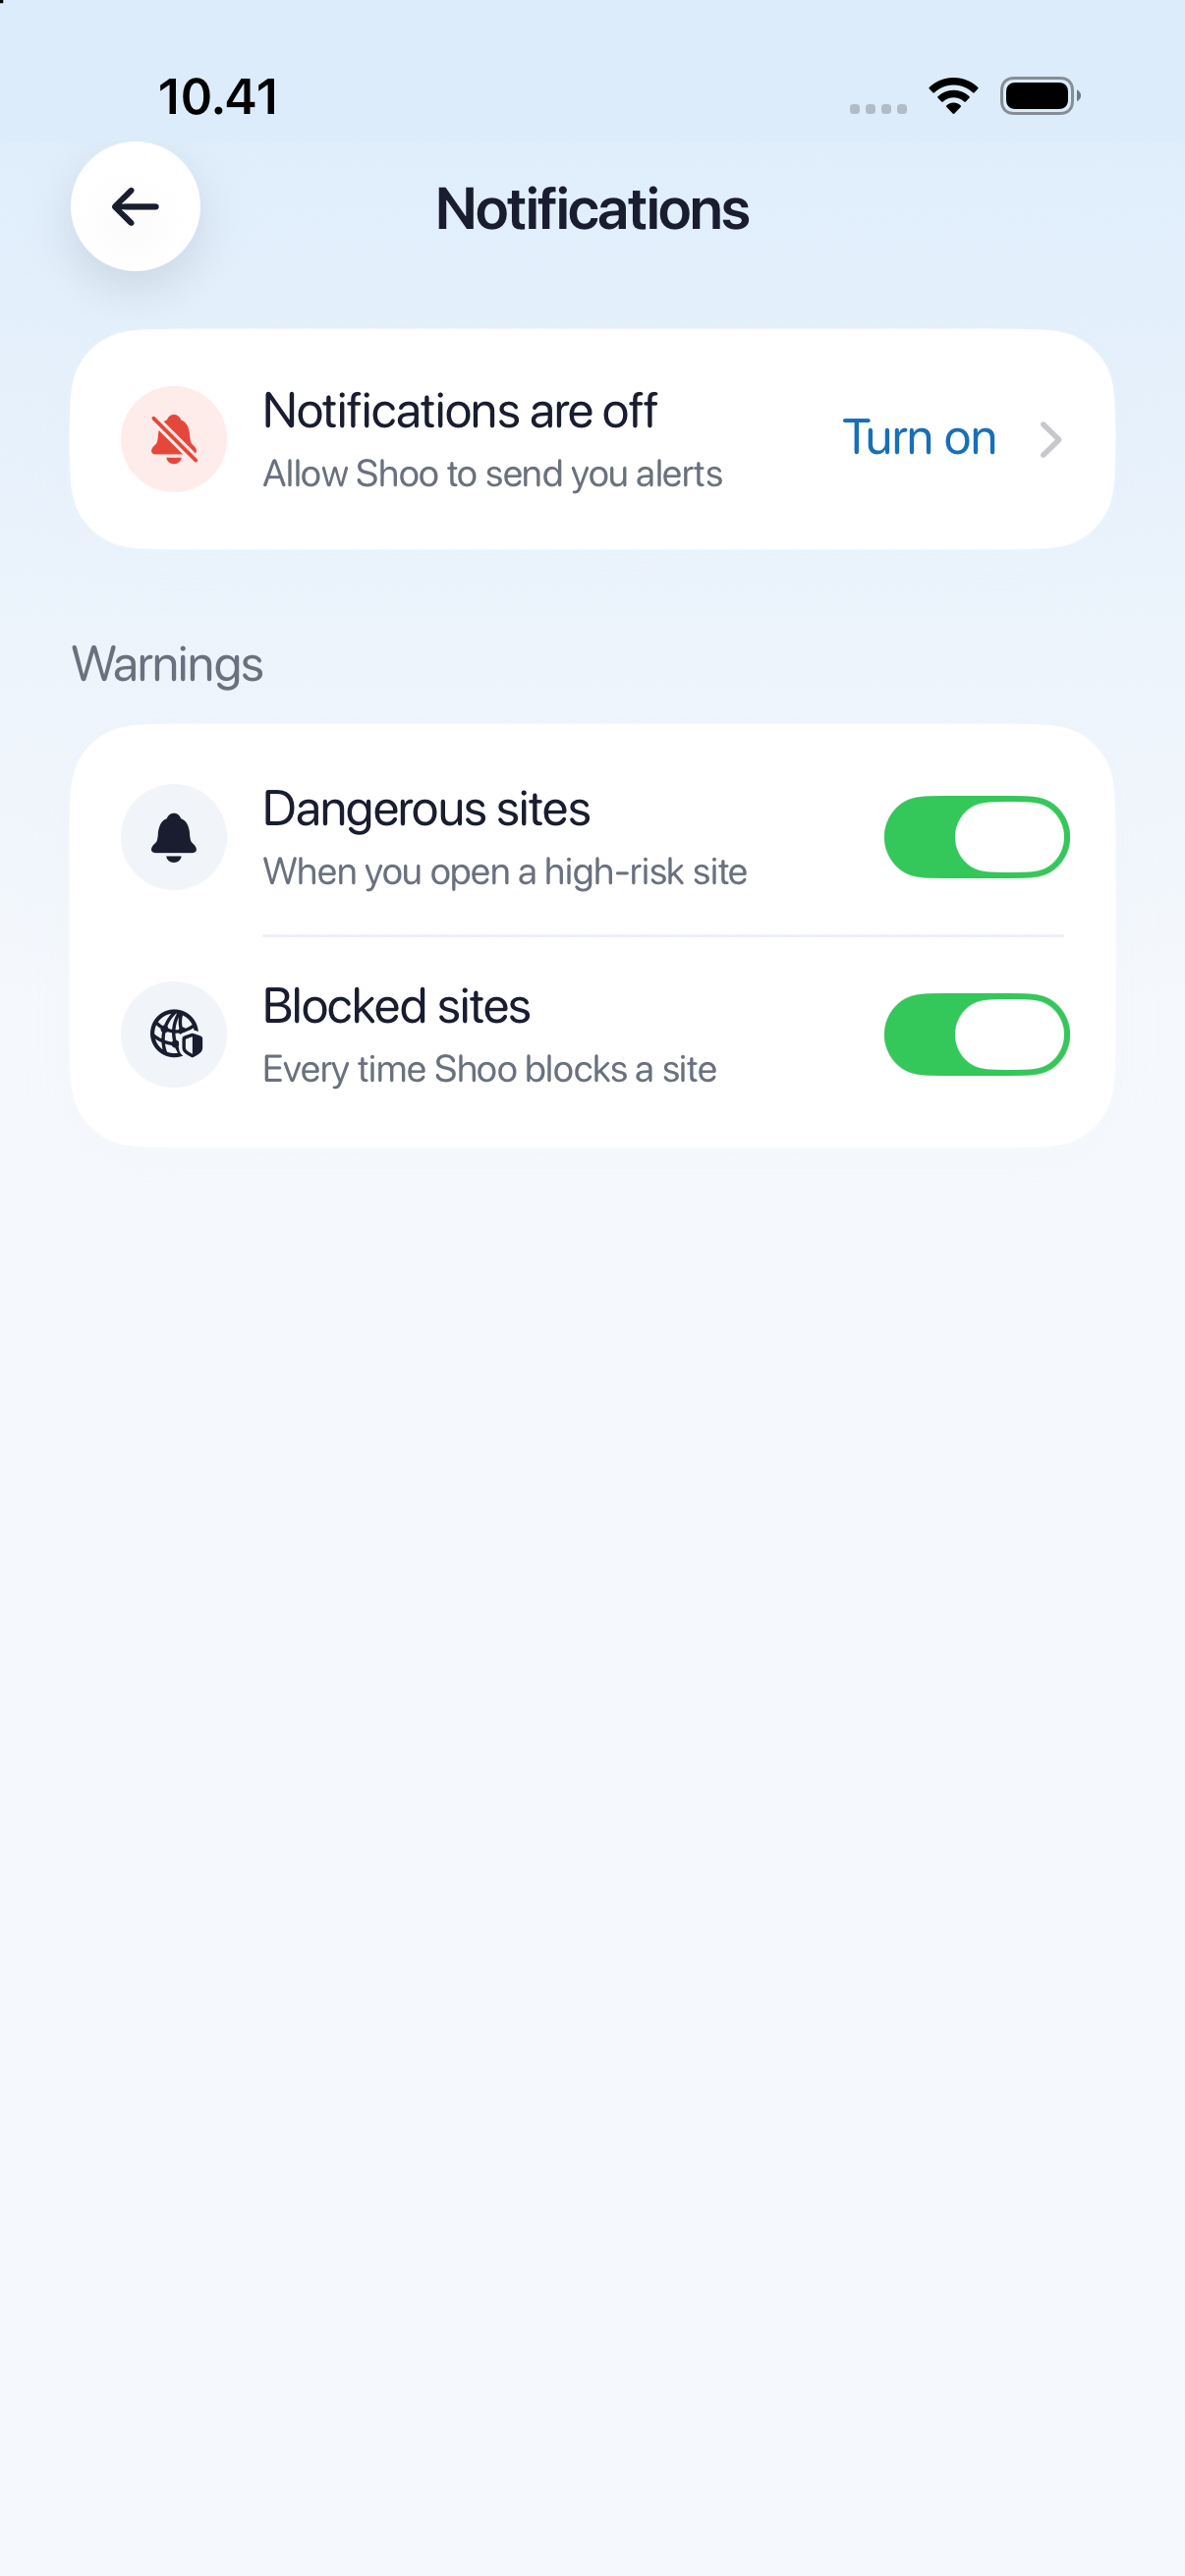 10.41
Notifications
Notifications are off
Allow Shoo to send you alerts
Turn on
Warnings
Dangerous sites
When you open a high-risk site
Blocked sites
Every time Shoo blocks a site